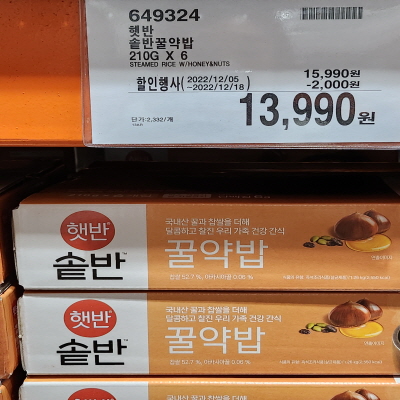 649324
햇반
솥반꿀약밥
210G X 6
STEAMED RICE W/HONEY&NUTS
할인행사 (2022/12/05
~2022/12/18)
15,990원
-2,000원
13,990원
단가:2,332/개
햇반
솥반
국내산 꿀과 찹쌀을 더해
달콤하고 찰진 우리 가족 건강 간식
꿀약밥
햇반
솥반
국내산 꿀과 찹쌀을 더해
달콤하고 찰진 우리 가족 건강 간식
꿀약밥